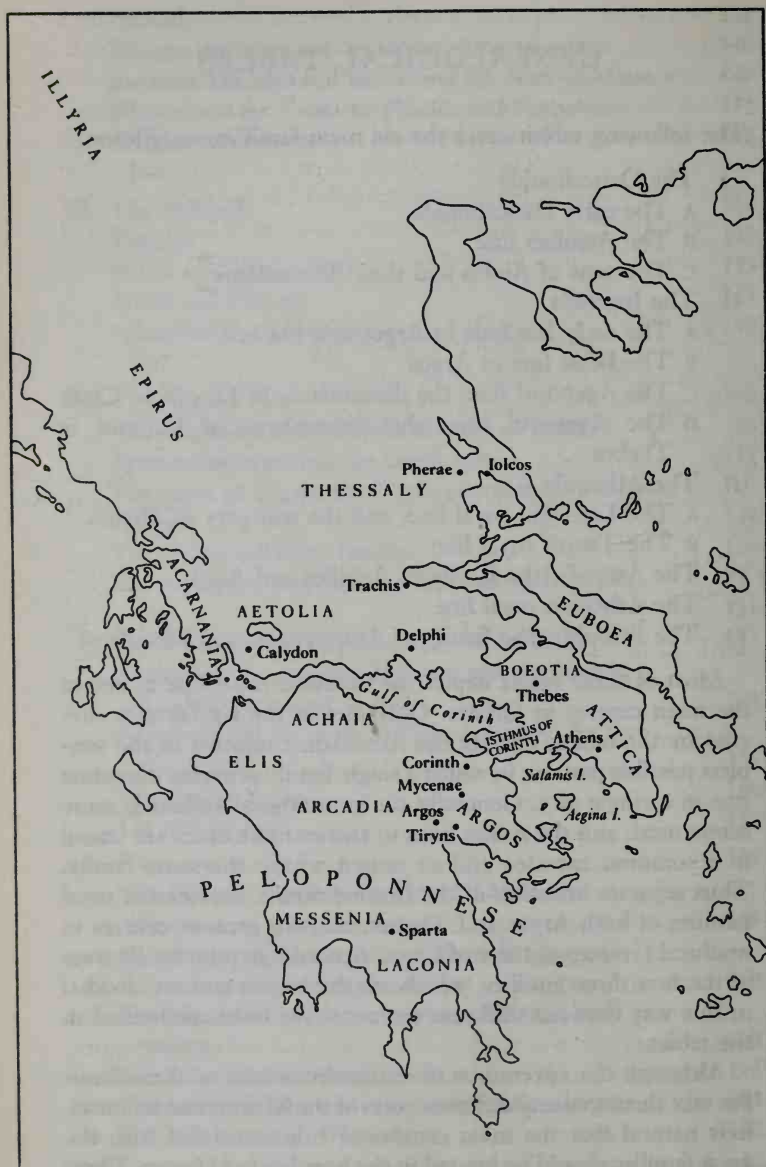 ILLYRIA
EPIRUS
Pherae
Iolcos
THESSALY
Trachis
ACARNANIA
AETOLIA
EUBOEA
Calydon
Delphi
BOEOTIA
Thebes
Gulf of Corinth
ATTICA
ACHAIA
ISTHMUS OF
CORINTH
Athens
ELIS
Corinth
Salamis I.
Mycenae
ARCADIA
Argos
ARGOS
Aegina I.
Tiryns
PELOPONNESE
MESSENIA
Sparta
LACONIA